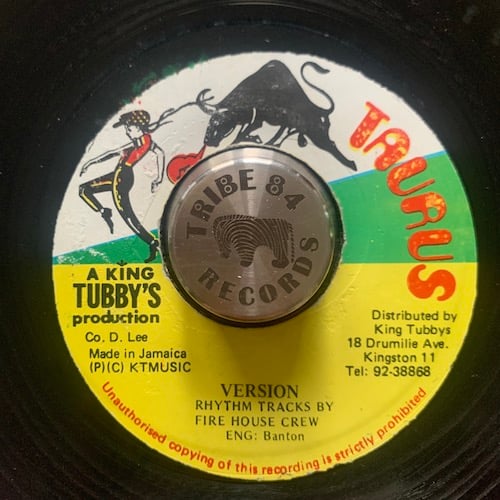 TAURUS
TRIBE 84
RECORDS
A KING
TUBBY'S
production
Co. D. Lee
Made in Jamaica
(P)(C) KTMUSIC
Distributed by
King Tubbys
18 Drumilie Ave.
Kingston 11
Tel: 92-38868
VERSION
RHYTHM TRACKS BY
FIRE HOUSE CREW
ENG: Banton
Unauthorised copying of this recording is strictly prohibited